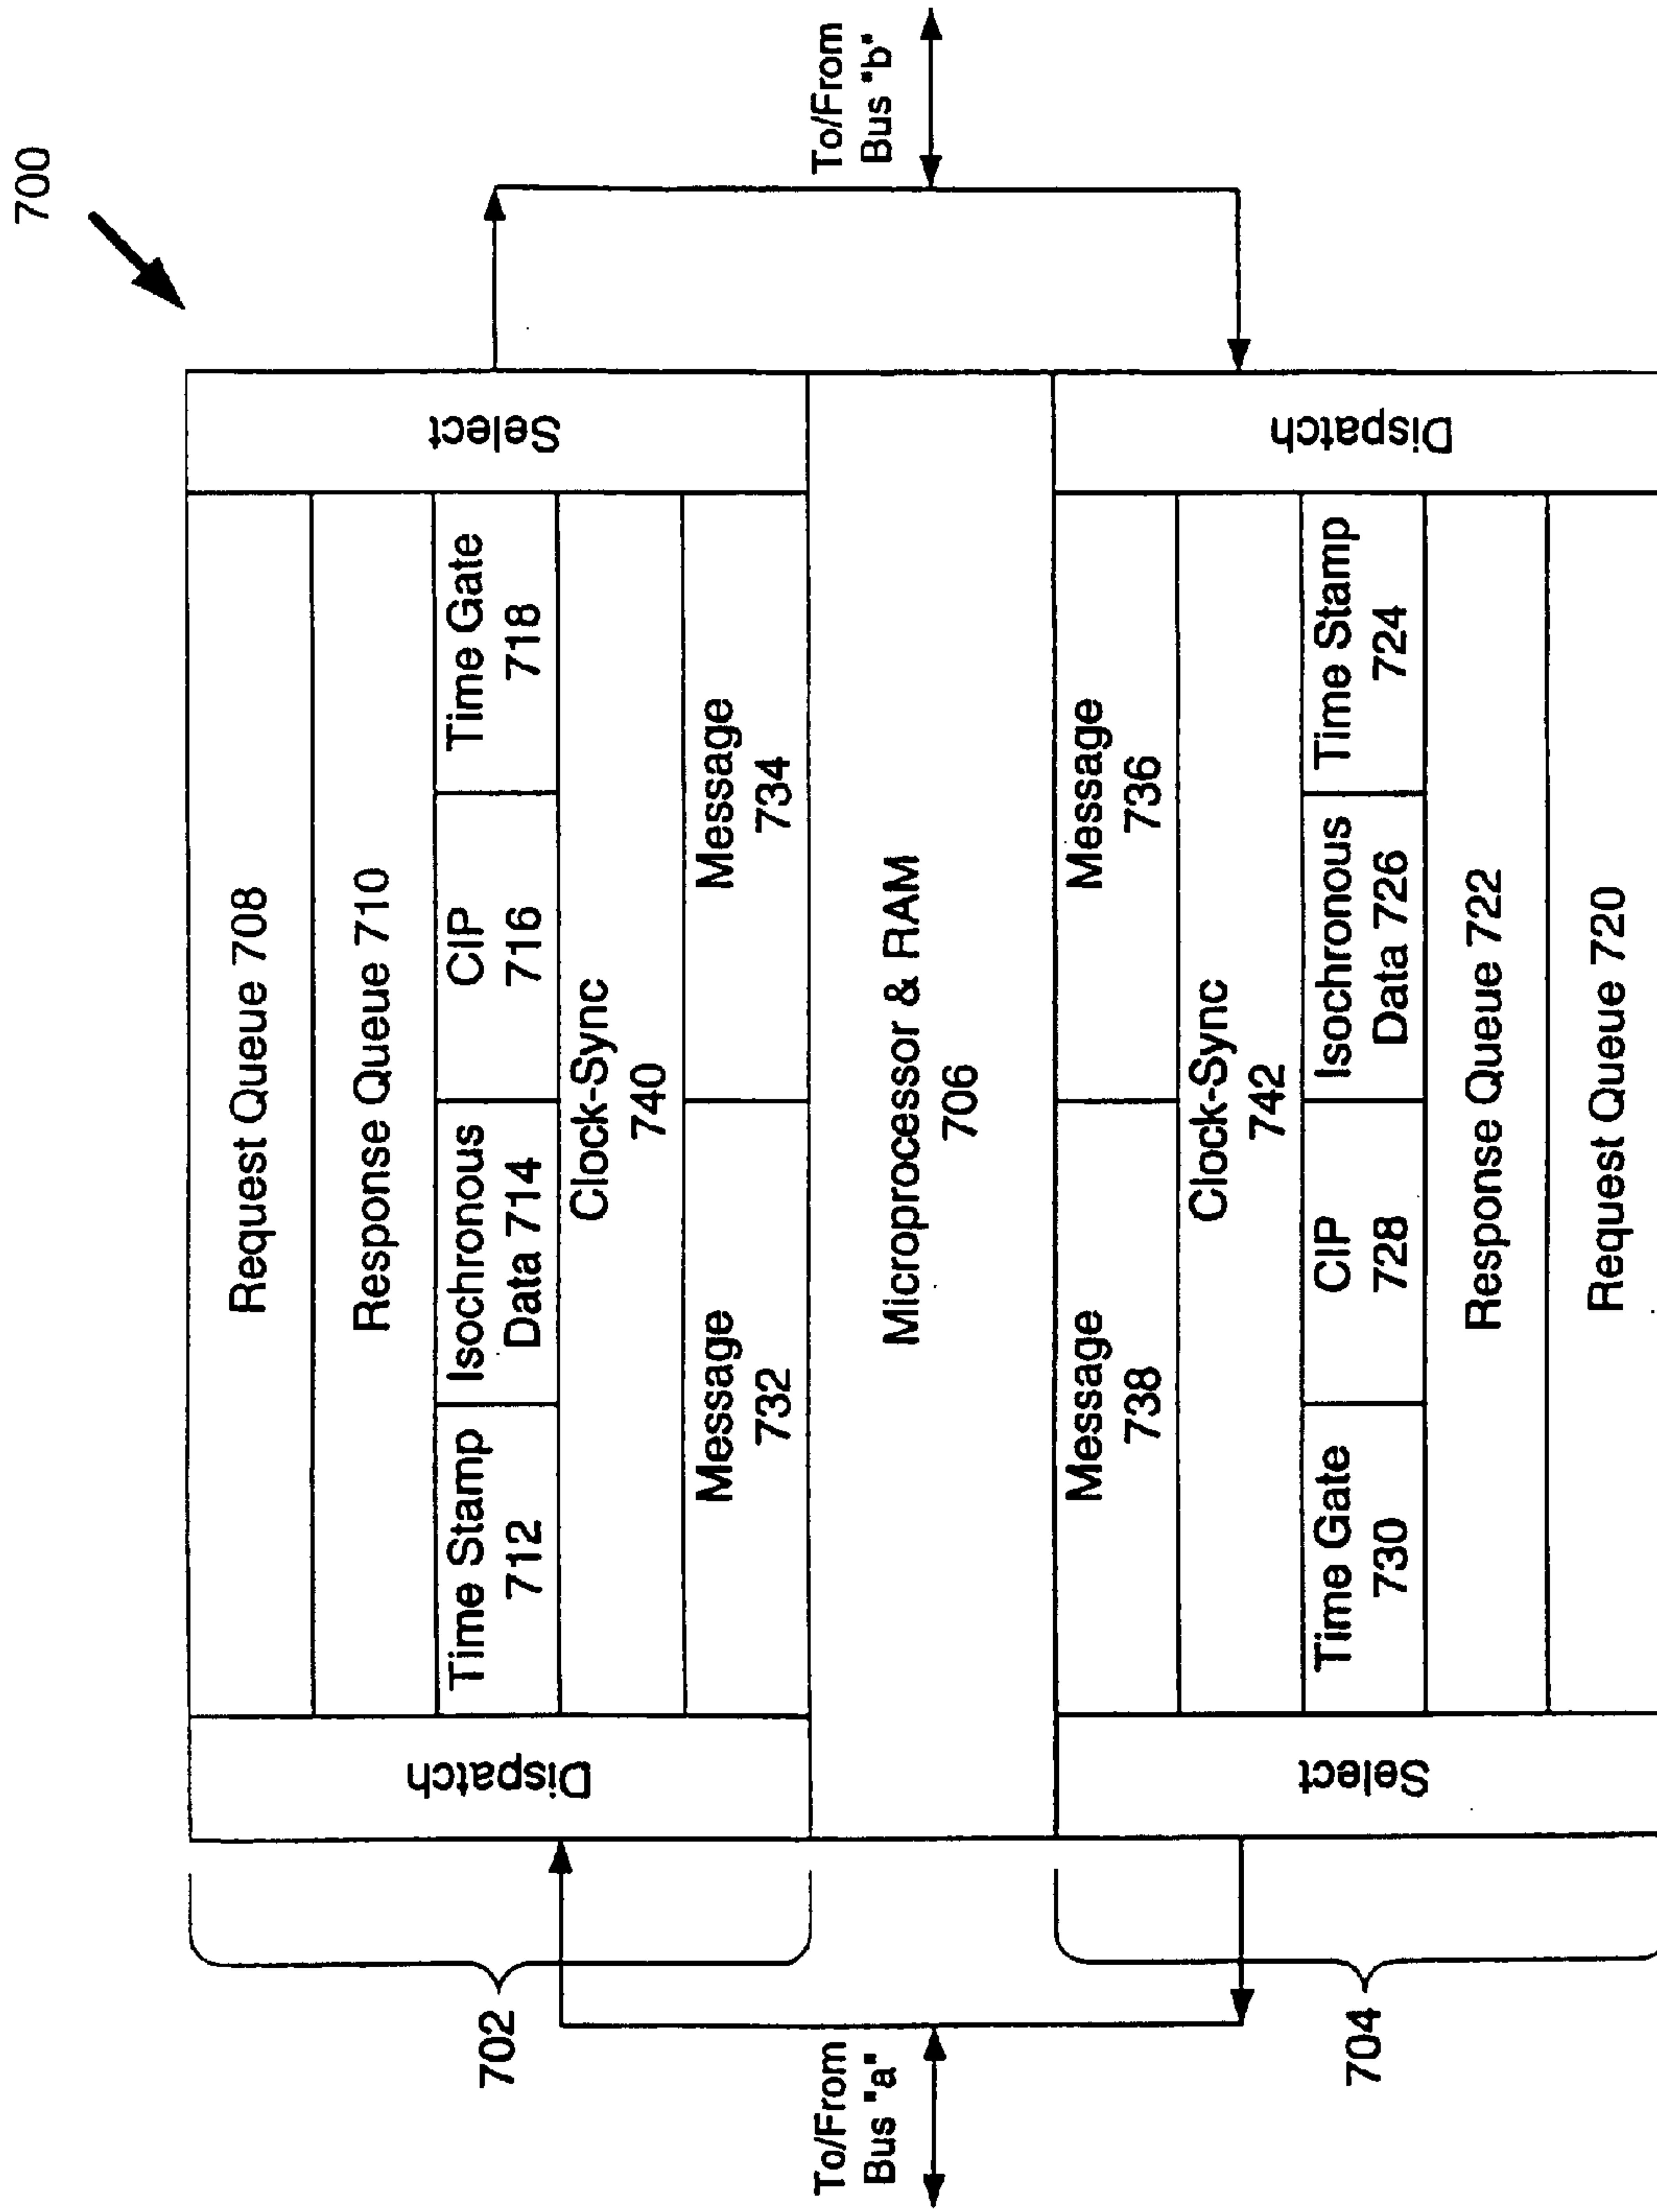 700
Request Queue 708
Response Queue 710
Time Stamp
712
Isochronous
Data 714
CIP
716
Time Gate
718
Clock-Sync
740
Message
732
Message
734
Dispatch
Select
Microprocessor & RAM
706
Message
738
Message
736
Clock-Sync
742
Time Gate
730
CIP
728
Isochronous
Data 726
Time Stamp
724
Response Queue 722
Request Queue 720
Select
Dispatch
702
704
To/From
Bus "a"
To/From
Bus "b"